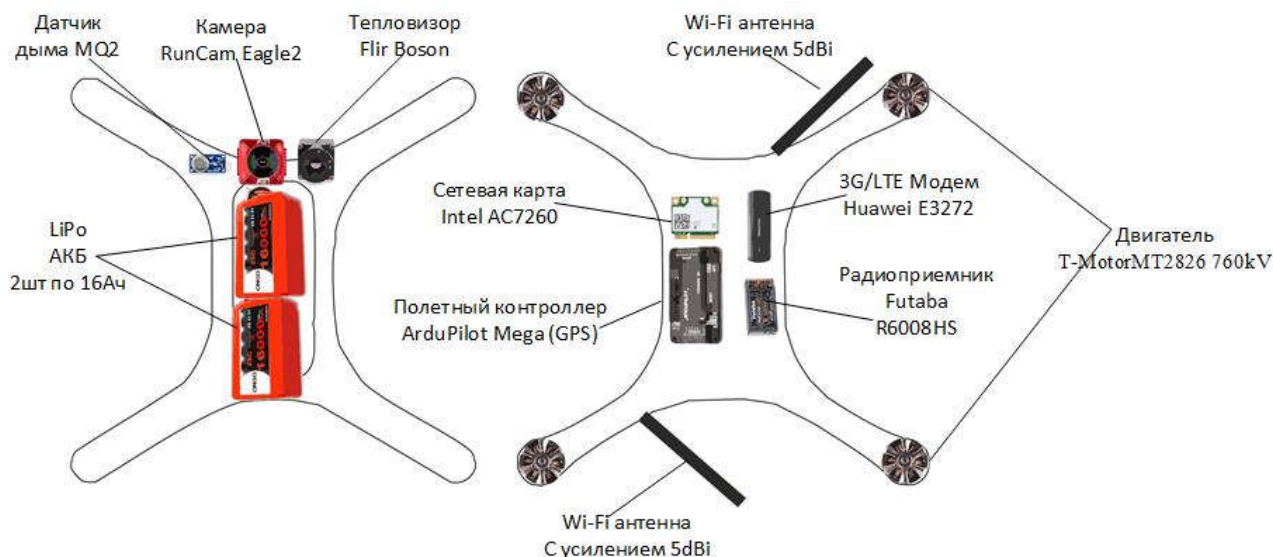 Датчик
дыма MQ2
Камера
RunCam Eagle2
Тепловизор
Flir Boson
LiPo
АКБ
2шт по 16Ач
16000
16000
Wi-Fi антенна
С усилением 5dBi
Сетевая карта
Intel AC7260
3G/LTE Модем
Huawei E3272
Полетный контроллер
ArduPilot Mega (GPS)
Радиоприемник
Futaba
R6008HS
Двигатель
T-MotorMT2826 760kV
Wi-Fi антенна
С усилением 5dBi